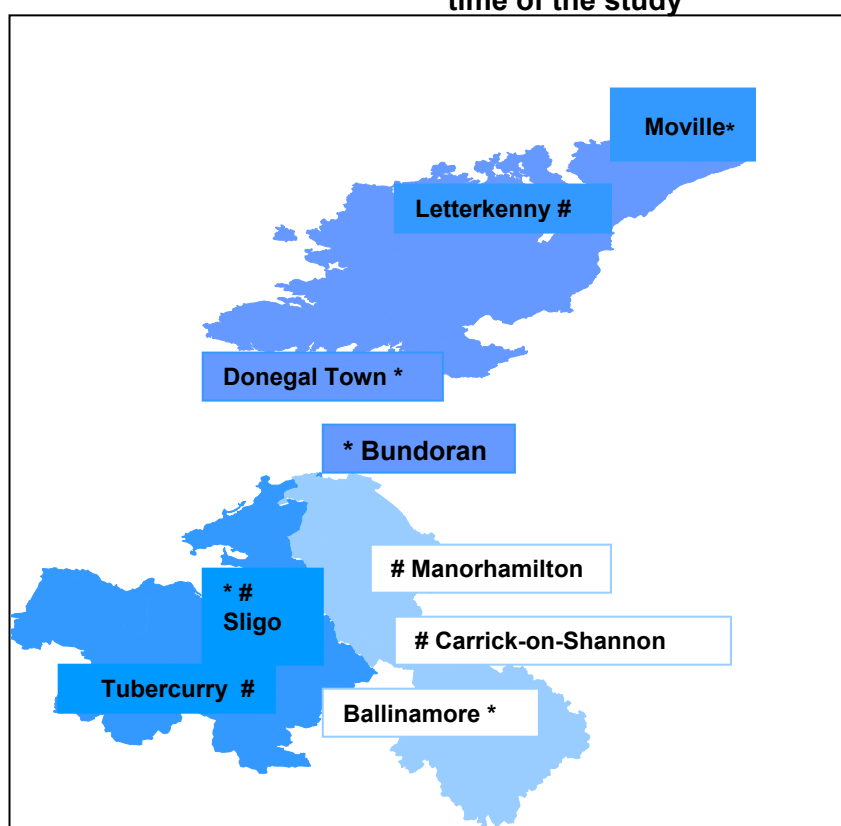 time of the study
Moville*
Letterkenny #
Donegal Town *
* Bundoran
# Manorhamilton
* #
Sligo
# Carrick-on-Shannon
Tubercurry #
Ballinamore *